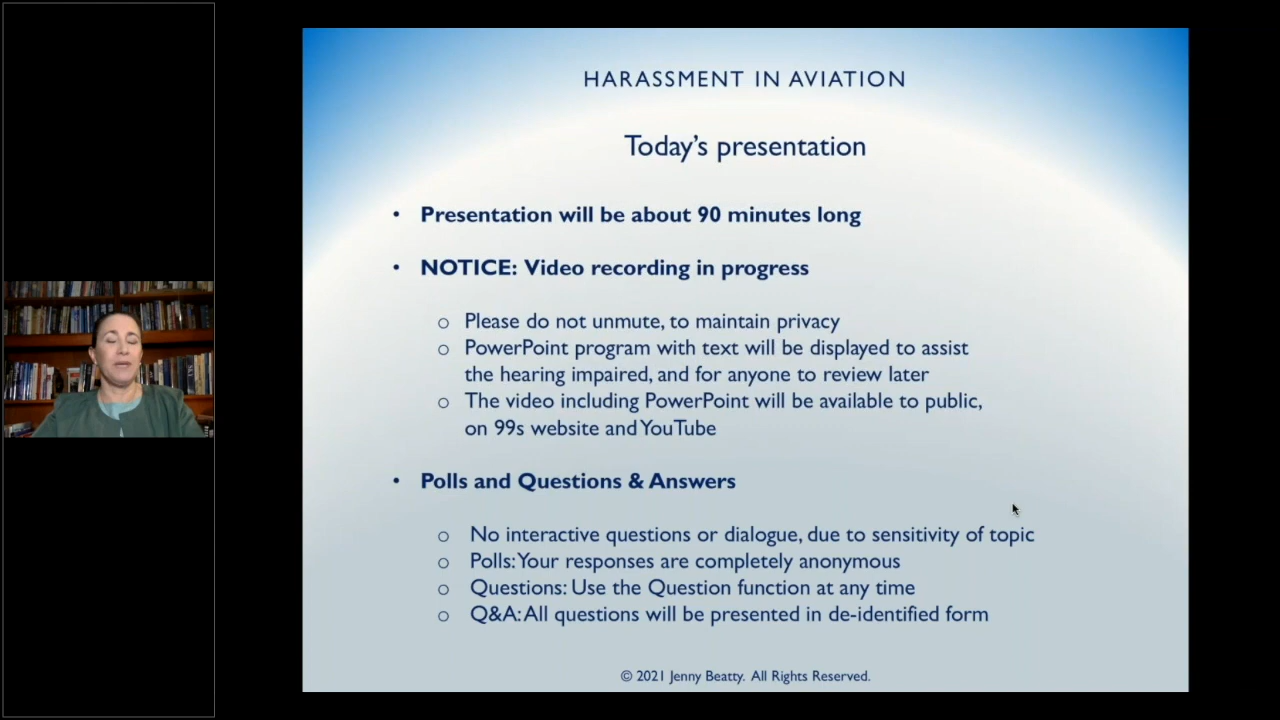 HARASSMENT IN AVIATION
Today's presentation
• Presentation will be about 90 minutes long
• NOTICE: Video recording in progress
o Please do not unmute, to maintain privacy
o PowerPoint program with text will be displayed to assist
the hearing impaired, and for anyone to review later
o The video including PowerPoint will be available to public,
on 99s website and YouTube
• Polls and Questions & Answers
o No interactive questions or dialogue, due to sensitivity of topic
o Polls: Your responses are completely anonymous
o Questions: Use the Question function at any time
o Q&A: All questions will be presented in de-identified form
© 2021 Jenny Beatty. All Rights Reserved.